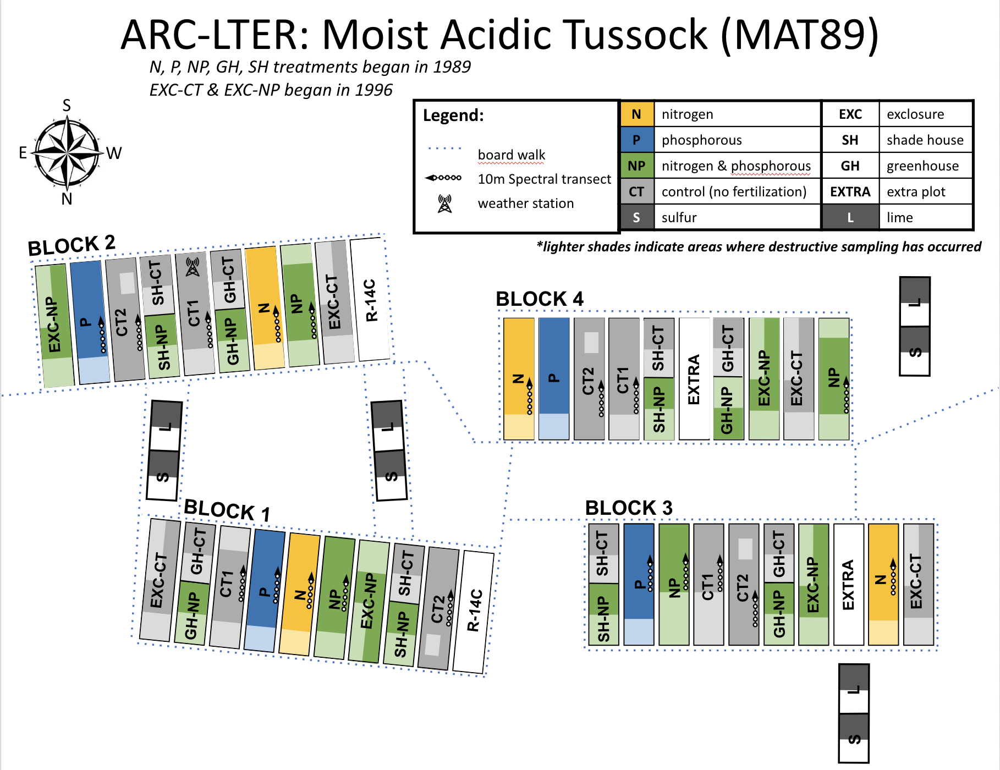 ARC-LTER: Moist Acidic Tussock (MAT89)
N, P, NP, GH, SH treatments began in 1989
EXC-CT & EXC-NP began in 1996
S
E
W
N
Legend:
board walk
10m Spectral transect
weather station
N nitrogen EXC exclosure
P phosphorous SH shade house
NP nitrogen & phosphorous GH greenhouse
CT control (no fertilization) EXTRA extra plot
S sulfur L lime
*lighter shades indicate areas where destructive sampling has occurred
BLOCK 2
EXC-NP
P
CT2
SH-CT
SH-NP
CT1
GH-CT
GH-NP
N
NP
EXC-CT
R-14C
BLOCK 4
N
P
CT2
CT1
SH-CT
SH-NP
EXTRA
GH-CT
GH-NP
EXC-NP
EXC-CT
NP
L
S
L
S
L
S
BLOCK 1
EXC-CT
GH-CT
GH-NP
CT1
P
N
NP
EXC-NP
SH-CT
SH-NP
CT2
R-14C
BLOCK 3
SH-CT
SH-NP
P
NP
CT1
CT2
GH-CT
GH-NP
EXC-NP
EXTRA
N
EXC-CT
L
S